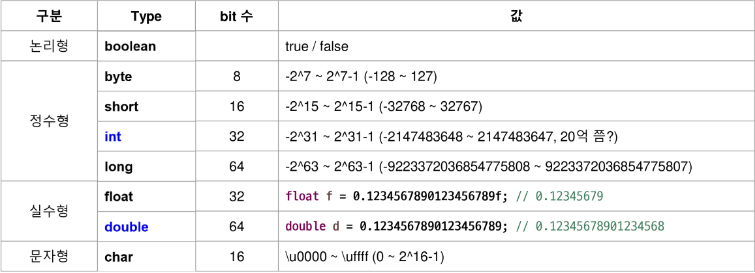 구분 Type bit 수 값
논리형 boolean true / false
정수형
byte 8 -2^7 ~ 2^7-1 (-128 ~ 127)
short 16 -2^15 ~ 2^15-1 (-32768 ~ 32767)
int 32 -2^31 ~ 2^31-1 (-2147483648 ~ 2147483647, 20억 쯤?)
long 64 -2^63 ~ 2^63-1 (-9223372036854775808 ~ 9223372036854775807)
실수형
float 32 float f = 0.1234567890123456789f; // 0.12345679
double 64 double d = 0.1234567890123456789; // 0.12345678901234568
문자형 char 16 \u0000 ~ \uffff (0 ~ 2^16-1)